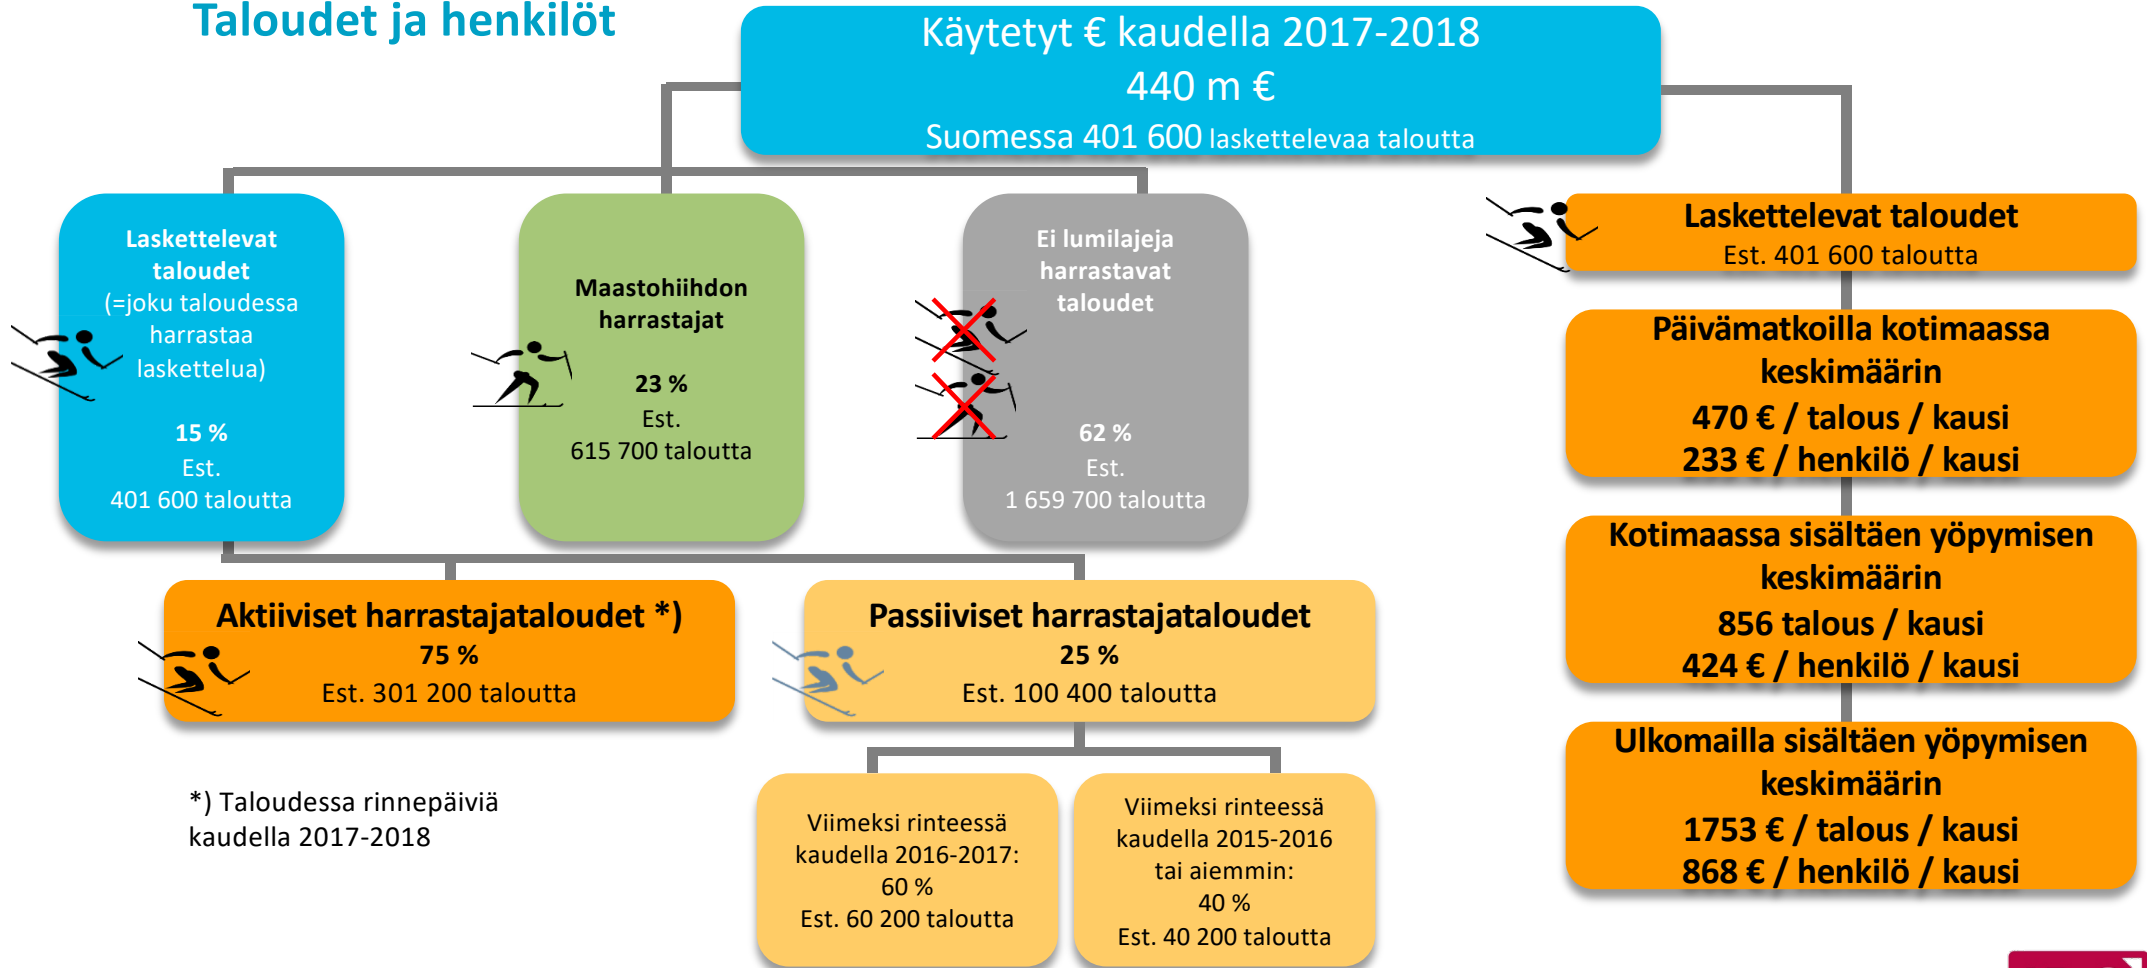 Taloudet ja henkilöt
Käytetyt € kaudella 2017-2018
440 m €
Suomessa 401 600 laskettelevaa taloutta
Laskettelevat
taloudet
(=joku taloudessa
harrastaa
laskettelua)
15 %
Est.
401 600 taloutta
Maastohiihdon
harrastajat
23 %
Est.
615 700 taloutta
Ei lumilajeja
harrastavat
taloudet
62 %
Est.
1 659 700 taloutta
Aktiiviset harrastajataloudet *)
75 %
Est. 301 200 taloutta
Passiiviset harrastajataloudet
25 %
Est. 100 400 taloutta
Viimeksi rinteessä
kaudella 2016-2017:
60 %
Est. 60 200 taloutta
Viimeksi rinteessä
kaudella 2015-2016
tai aiemmin:
40 %
Est. 40 200 taloutta
*) Taloudessa rinnepäiviä
kaudella 2017-2018
Laskettelevat taloudet
Est. 401 600 taloutta
Päivämatkoilla kotimaassa
keskimäärin
470 € / talous / kausi
233 € / henkilö / kausi
Kotimaassa sisältäen yöpymisen
keskimäärin
856 talous / kausi
424 € / henkilö / kausi
Ulkomailla sisältäen yöpymisen
keskimäärin
1753 € / talous / kausi
868 € / henkilö / kausi